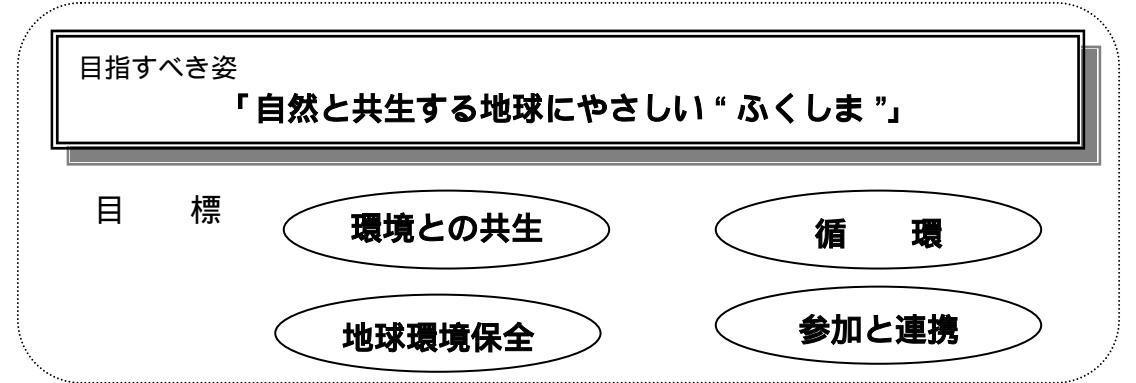 目指すべき姿
「自然と共生する地球にやさしい“ふくしま”」
目　標
環境との共生
循　環
地球環境保全
参加と連携